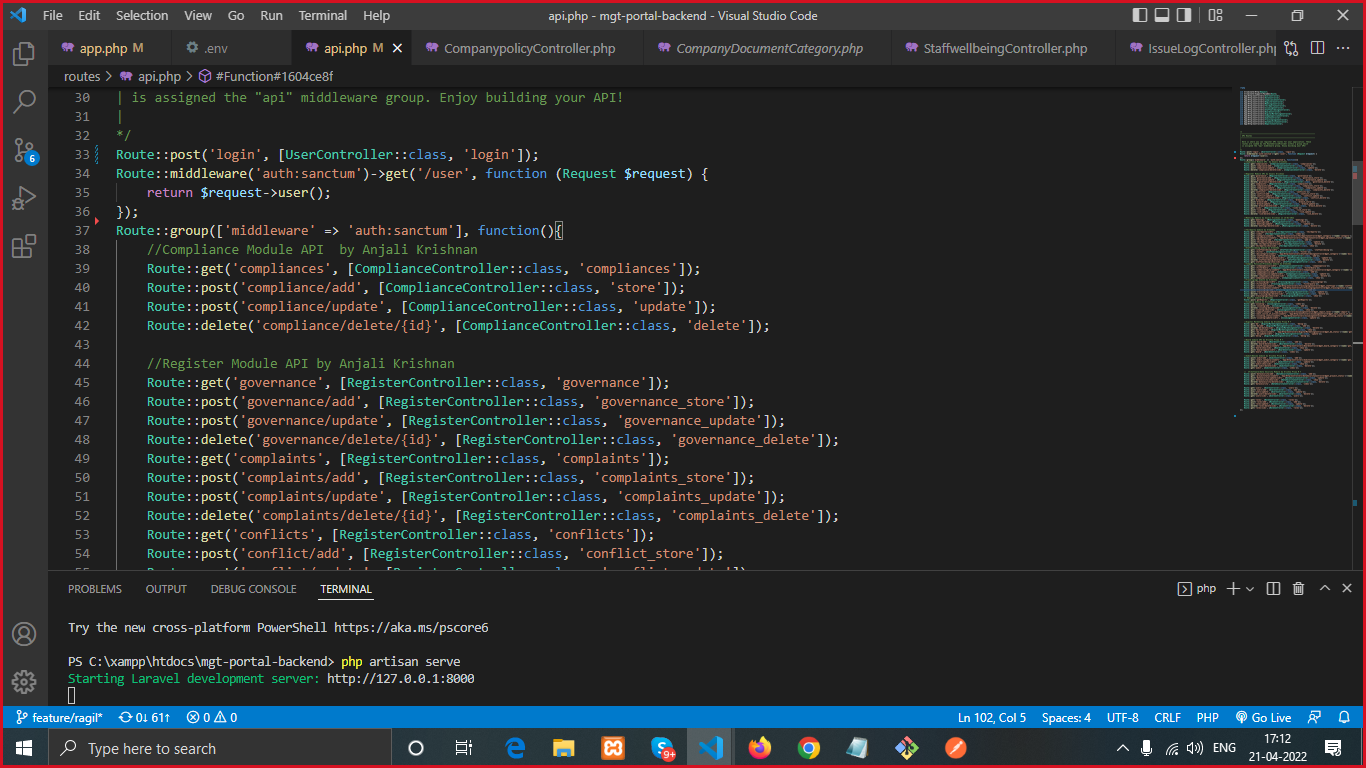 File Edit Selection View Go Run Terminal Help api.php - mgt-portal-backend - Visual Studio Code
app.php M .env api.php M CompanypolicyController.php CompanyDocumentCategory.php StaffwellbeingController.php IssueLogController.php
routes > api.php > #Function#1604ce8f
30 | is assigned the "api" middleware group. Enjoy building your API!
31 |
32 */
33 Route::post('login', [UserController::class, 'login']);
34 Route::middleware('auth:sanctum')->get('/user', function (Request $request) {
35 return $request->user();
36 });
37 Route::group(['middleware' => 'auth:sanctum'], function(){
38 //Compliance Module API  by Anjali Krishnan
39 Route::get('compliances', [ComplianceController::class, 'compliances']);
40 Route::post('compliance/add', [ComplianceController::class, 'store']);
41 Route::post('compliance/update', [ComplianceController::class, 'update']);
42 Route::delete('compliance/delete/{id}', [ComplianceController::class, 'delete']);
43
44 //Register Module API by Anjali Krishnan
45 Route::get('governance', [RegisterController::class, 'governance']);
46 Route::post('governance/add', [RegisterController::class, 'governance_store']);
47 Route::post('governance/update', [RegisterController::class, 'governance_update']);
48 Route::delete('governance/delete/{id}', [RegisterController::class, 'governance_delete']);
49 Route::get('complaints', [RegisterController::class, 'complaints']);
50 Route::post('complaints/add', [RegisterController::class, 'complaints_store']);
51 Route::post('complaints/update', [RegisterController::class, 'complaints_update']);
52 Route::delete('complaints/delete/{id}', [RegisterController::class, 'complaints_delete']);
53 Route::get('conflicts', [RegisterController::class, 'conflicts']);
54 Route::post('conflict/add', [RegisterController::class, 'conflict_store']);
6
PROBLEMS OUTPUT DEBUG CONSOLE TERMINAL php
Try the new cross-platform PowerShell https://aka.ms/pscore6
PS C:\xampp\htdocs\mgt-portal-backend> php artisan serve
Starting Laravel development server: http://127.0.0.1:8000
feature/ragil* 0↓ 61↑ 0 0 Ln 102, Col 5 Spaces: 4 UTF-8 CRLF PHP Go Live
Type here to search 9+ ENG 17:12
21-04-2022